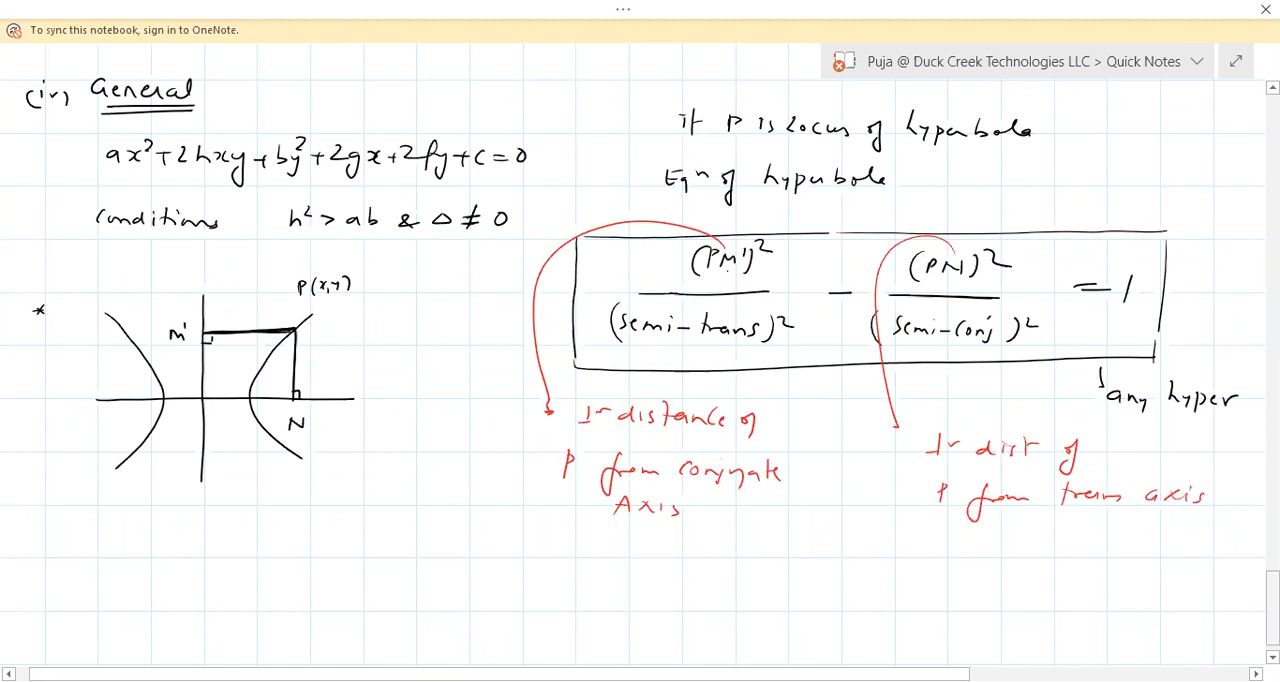 ...
To sync this notebook, sign in to OneNote.
Puja @ Duck Creek Technologies LLC > Quick Notes
(iv) General
ax² + 2hxy + by² + 2gx + 2fy + c = 0
conditions h² > ab & Δ ≠ 0
*
P(x,y)
M'
N
If P is Locus of hyperbola
Eqⁿ of hyperbola
(PM')² / (semi-trans)² - (PN)² / (semi-conj)² = 1
any hyper
⊥r distance of
P from conjugate
Axis
⊥r dist of
P from trans axis